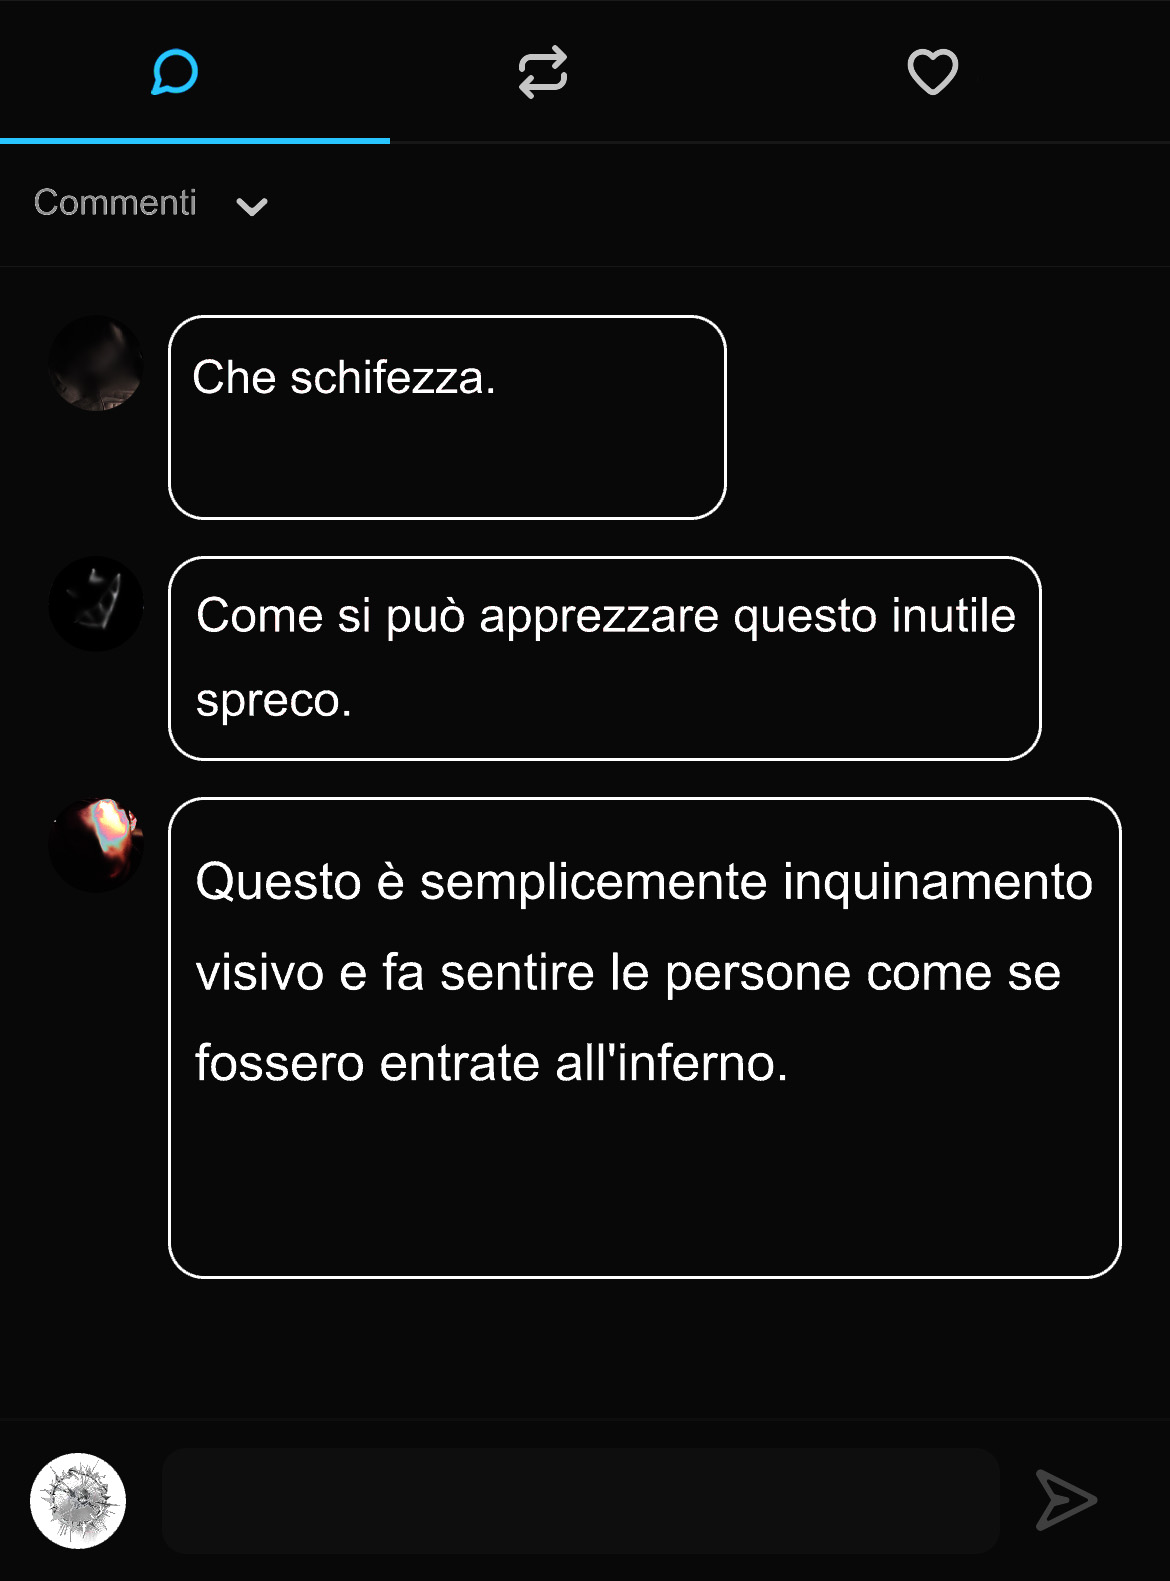 Commenti
Che schifezza.
Come si può apprezzare questo inutile
spreco.
Questo è semplicemente inquinamento
visivo e fa sentire le persone come se
fossero entrate all'inferno.